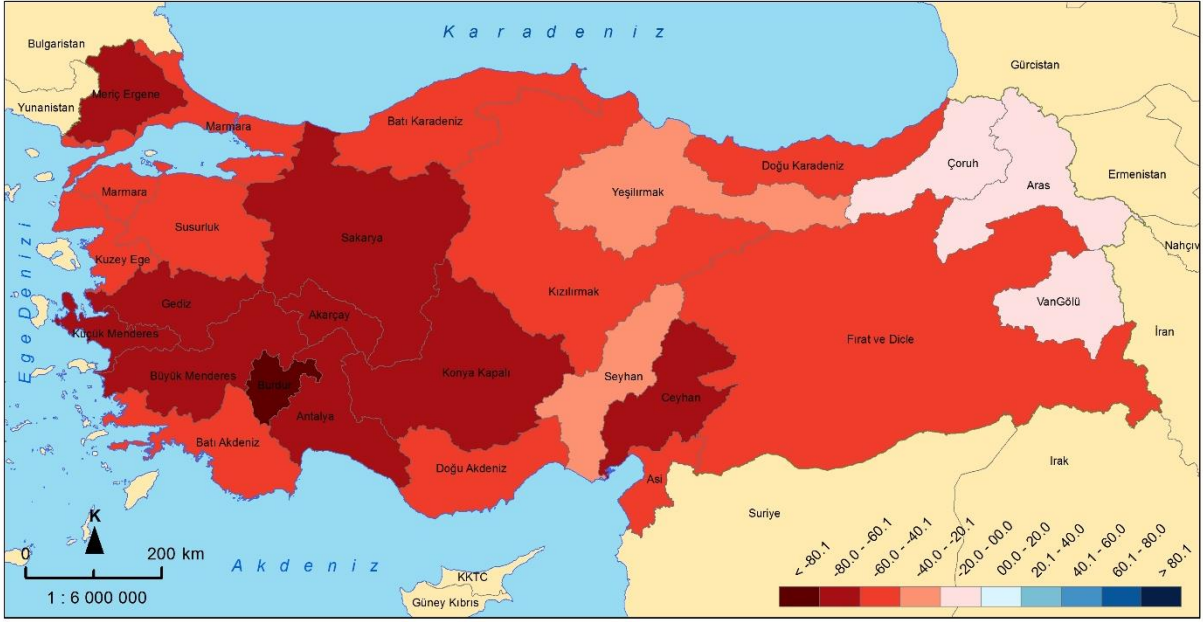 Karadeniz
Bulgaristan
Gürcistan
Meriç Ergene
Yunanistan
Marmara
Batı Karadeniz
Doğu Karadeniz
Çoruh
Ermenistan
Marmara
Yeşilırmak
Aras
Susurluk
Sakarya
Nahçıv
Ege Denizi
Kuzey Ege
Kızılırmak
Gediz
Akarçay
VanGölü
İran
Küçük Menderes
Fırat ve Dicle
Büyük Menderes
Burdur
Konya Kapalı
Seyhan
Antalya
Ceyhan
Batı Akdeniz
Doğu Akdeniz
Asi
Irak
Suriye
K
0 200 km
1 : 6 000 000
Akdeniz
KKTC
Güney Kıbrıs
< -80.1
-80.0 - -60.1
-60.0 - -40.1
-40.0 - -20.1
-20.0 - 00.0
00.0 - 20.0
20.1 - 40.0
40.1 - 60.0
60.1 - 80.0
> 80.1